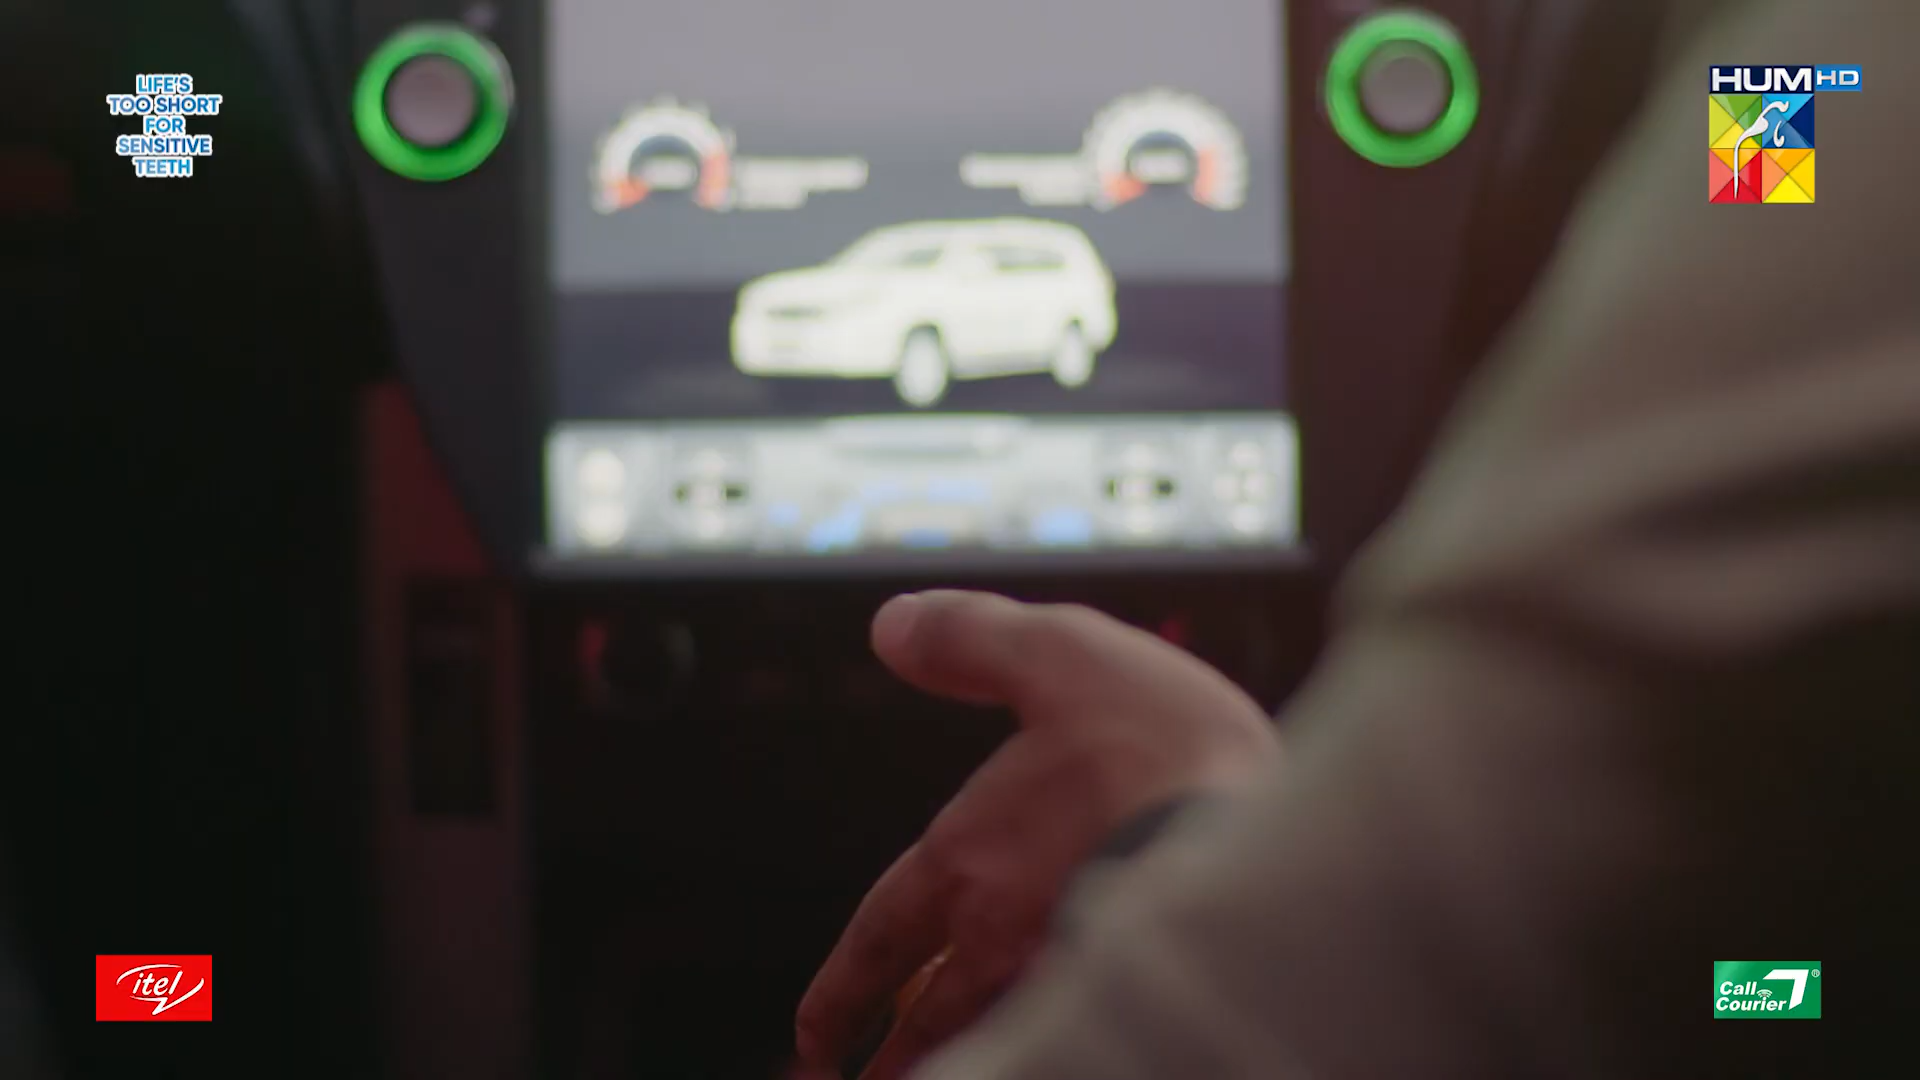 LIFE'S
TOO SHORT
FOR
SENSITIVE
TEETH
HUM HD
itel
Call
Courier